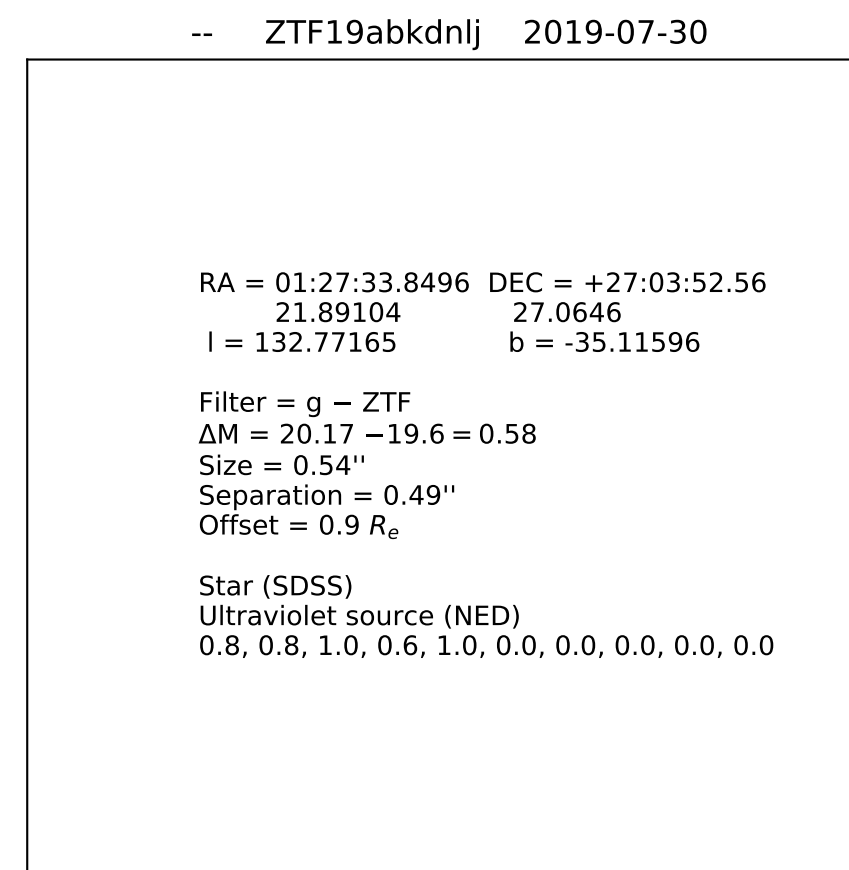 -- ZTF19abkdnlj 2019-07-30
RA = 01:27:33.8496 DEC = +27:03:52.56
21.89104 27.0646
l = 132.77165 b = -35.11596
Filter = g − ZTF
ΔM = 20.17 −19.6 = 0.58
Size = 0.54''
Separation = 0.49''
Offset = 0.9 Rₑ
Star (SDSS)
Ultraviolet source (NED)
0.8, 0.8, 1.0, 0.6, 1.0, 0.0, 0.0, 0.0, 0.0, 0.0